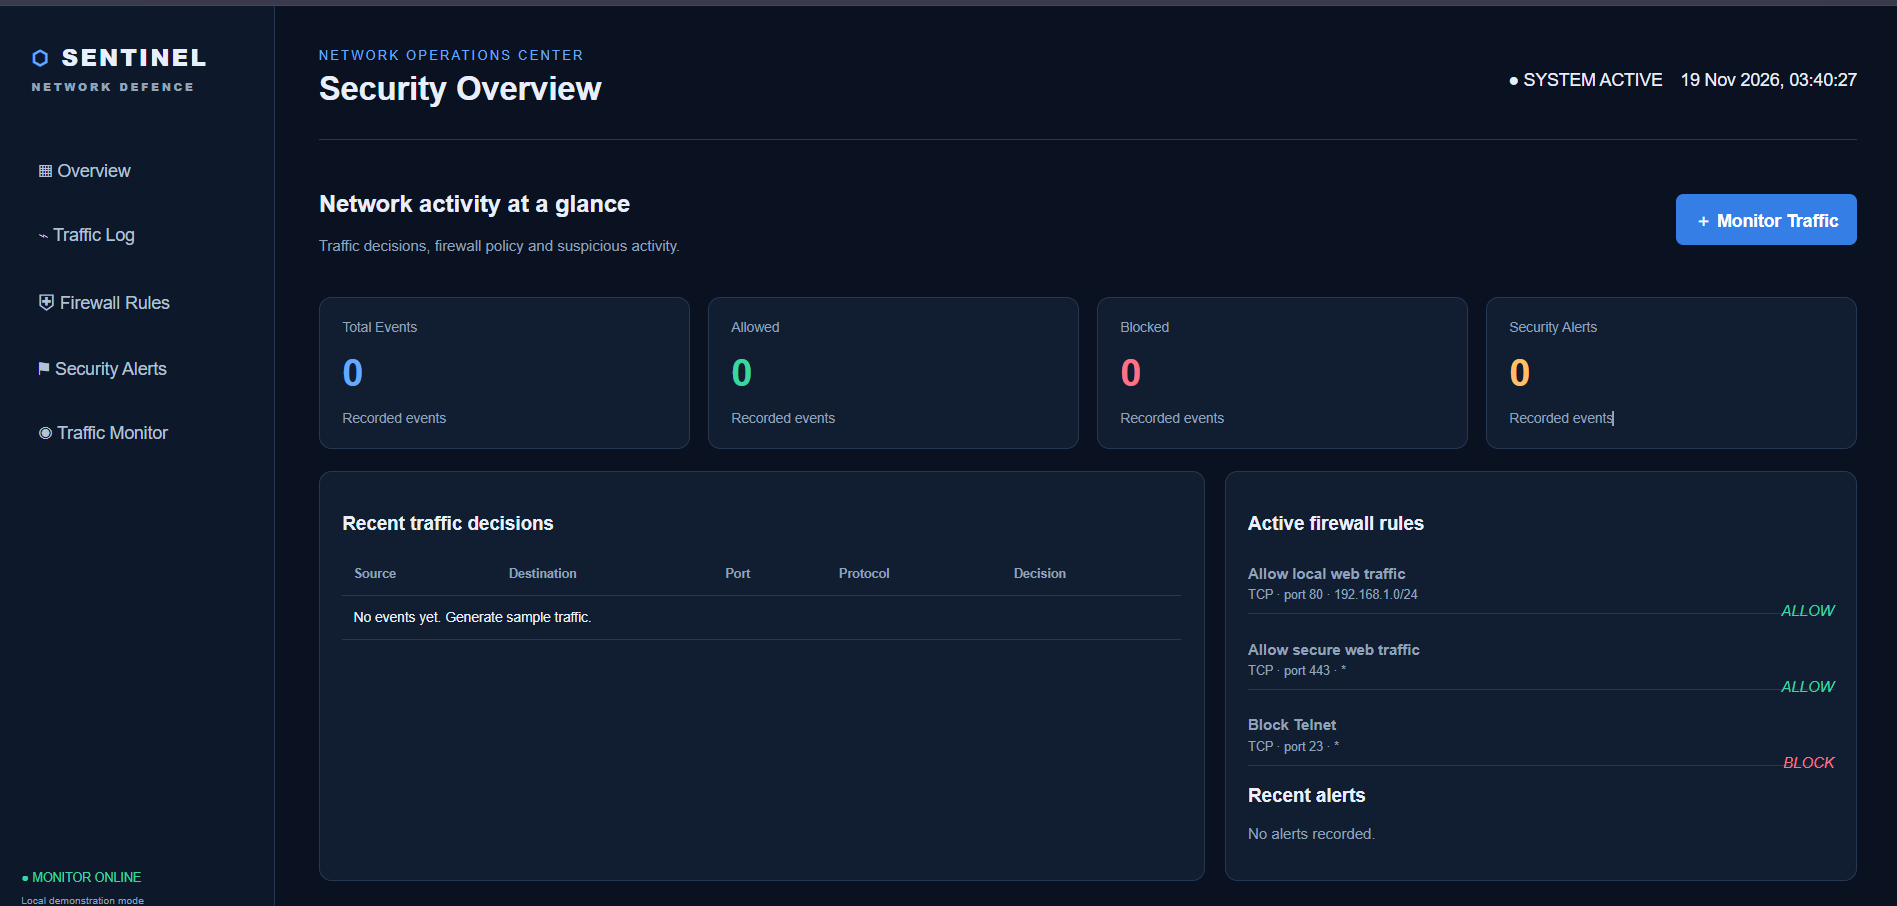 SENTINEL
NETWORK DEFENCE
Overview
Traffic Log
Firewall Rules
Security Alerts
Traffic Monitor
● MONITOR ONLINE
Local demonstration mode
NETWORK OPERATIONS CENTER
Security Overview
● SYSTEM ACTIVE 19 Nov 2026, 03:40:27
Network activity at a glance
Traffic decisions, firewall policy and suspicious activity.
+ Monitor Traffic
Total Events
0
Recorded events
Allowed
0
Recorded events
Blocked
0
Recorded events
Security Alerts
0
Recorded events
Recent traffic decisions
Source Destination Port Protocol Decision
No events yet. Generate sample traffic.
Active firewall rules
Allow local web traffic
TCP · port 80 · 192.168.1.0/24
ALLOW
Allow secure web traffic
TCP · port 443 · *
ALLOW
Block Telnet
TCP · port 23 · *
BLOCK
Recent alerts
No alerts recorded.